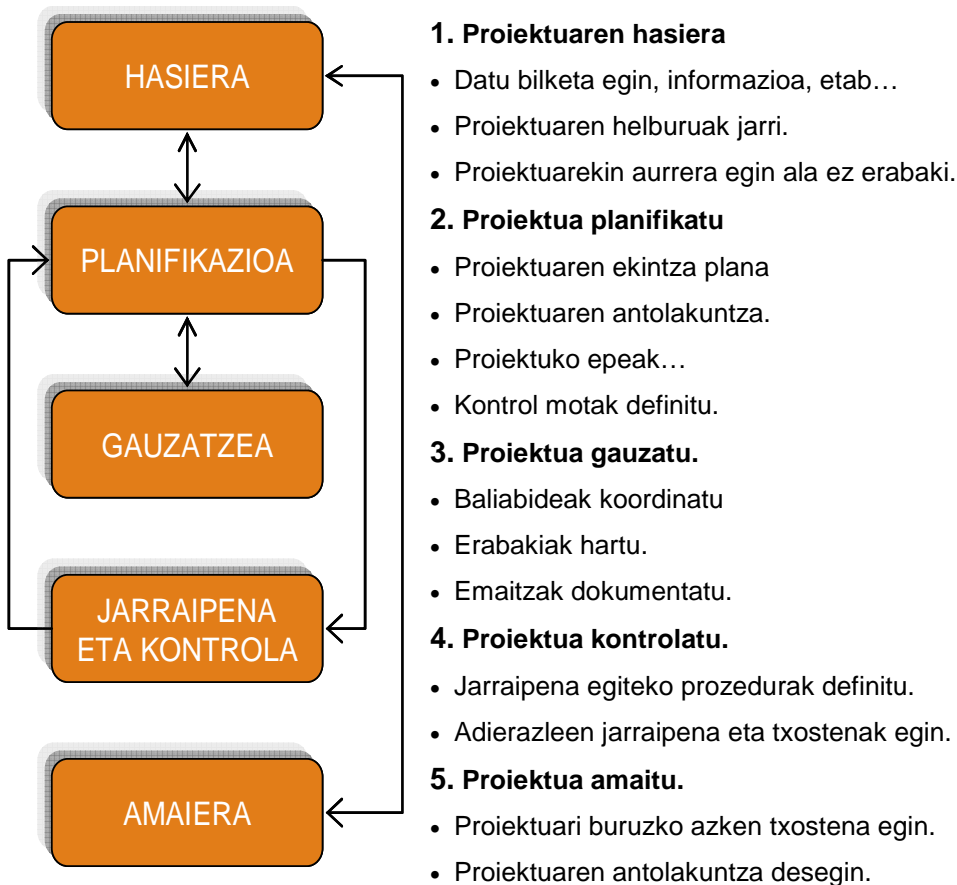 HASIERA
PLANIFIKAZIOA
GAUZATZEA
JARRAIPENA
ETA KONTROLA
AMAIERA
1. Proiektuaren hasiera
• Datu bilketa egin, informazioa, etab…
• Proiektuaren helburuak jarri.
• Proiektuarekin aurrera egin ala ez erabaki.
2. Proiektua planifikatu
• Proiektuaren ekintza plana
• Proiektuaren antolakuntza.
• Proiektuko epeak…
• Kontrol motak definitu.
3. Proiektua gauzatu.
• Baliabideak koordinatu
• Erabakiak hartu.
• Emaitzak dokumentatu.
4. Proiektua kontrolatu.
• Jarraipena egiteko prozedurak definitu.
• Adierazleen jarraipena eta txostenak egin.
5. Proiektua amaitu.
• Proiektuari buruzko azken txostena egin.
• Proiektuaren antolakuntza desegin.